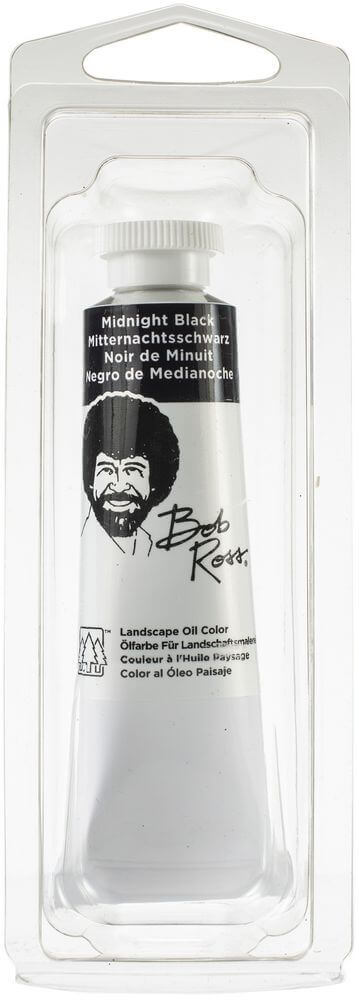 Midnight Black
Mitternachtsschwarz
Noir de Minuit
Negro de Medianoche
Bob
Ross.
TM
Landscape Oil Color
Ölfarbe Für Landschaftsmalerei
Couleur à l'Huile Paysage
Color al Óleo Paisaje